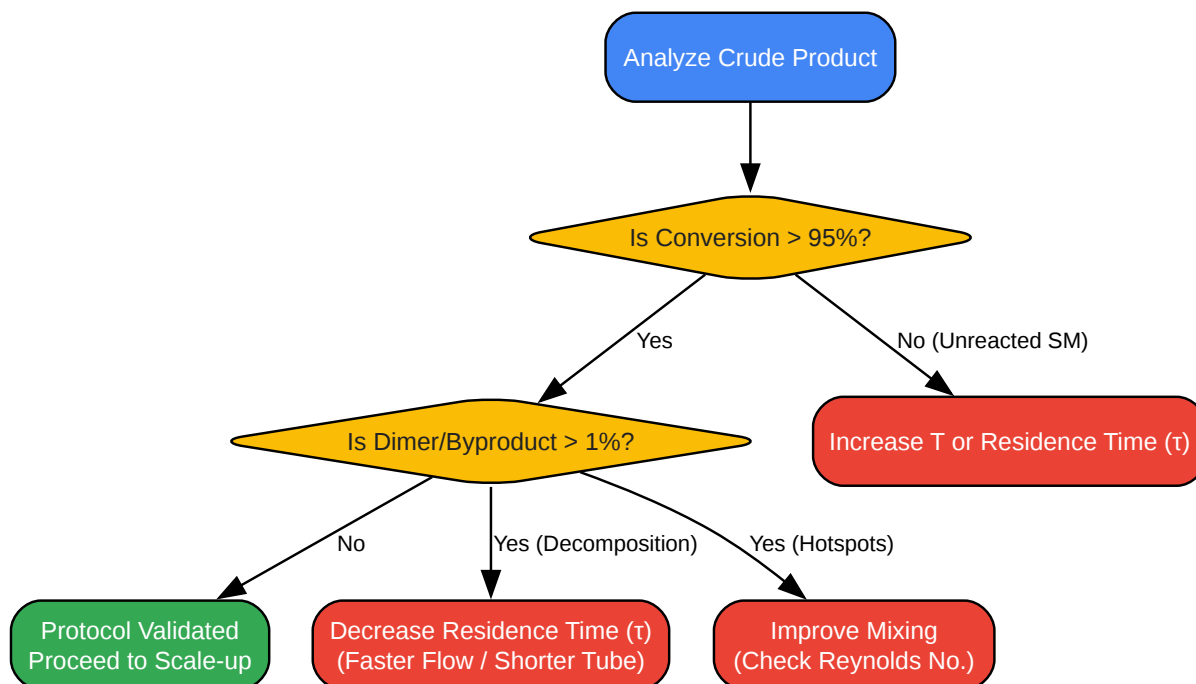 Analyze Crude Product
Is Conversion > 95%?
Yes
No (Unreacted SM)
Is Dimer/Byproduct > 1%?
Increase T or Residence Time (τ)
No
Yes (Decomposition)
Yes (Hotspots)
Protocol Validated
Proceed to Scale-up
Decrease Residence Time (τ)
(Faster Flow / Shorter Tube)
Improve Mixing
(Check Reynolds No.)